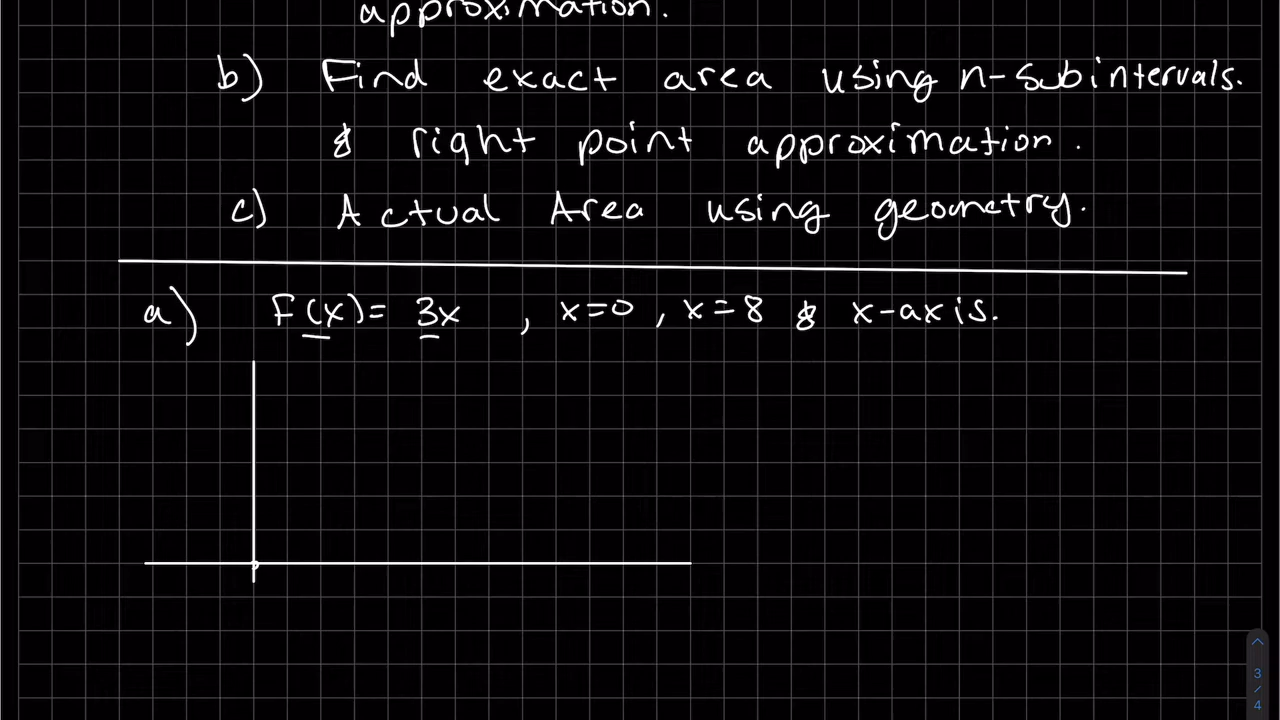 approximation.
b) Find exact area using n-subintervals.
& right point approximation.
c) Actual Area using geometry.
a) F(x)= 3x , x=0, x=8 & x-axis.
3
/
4